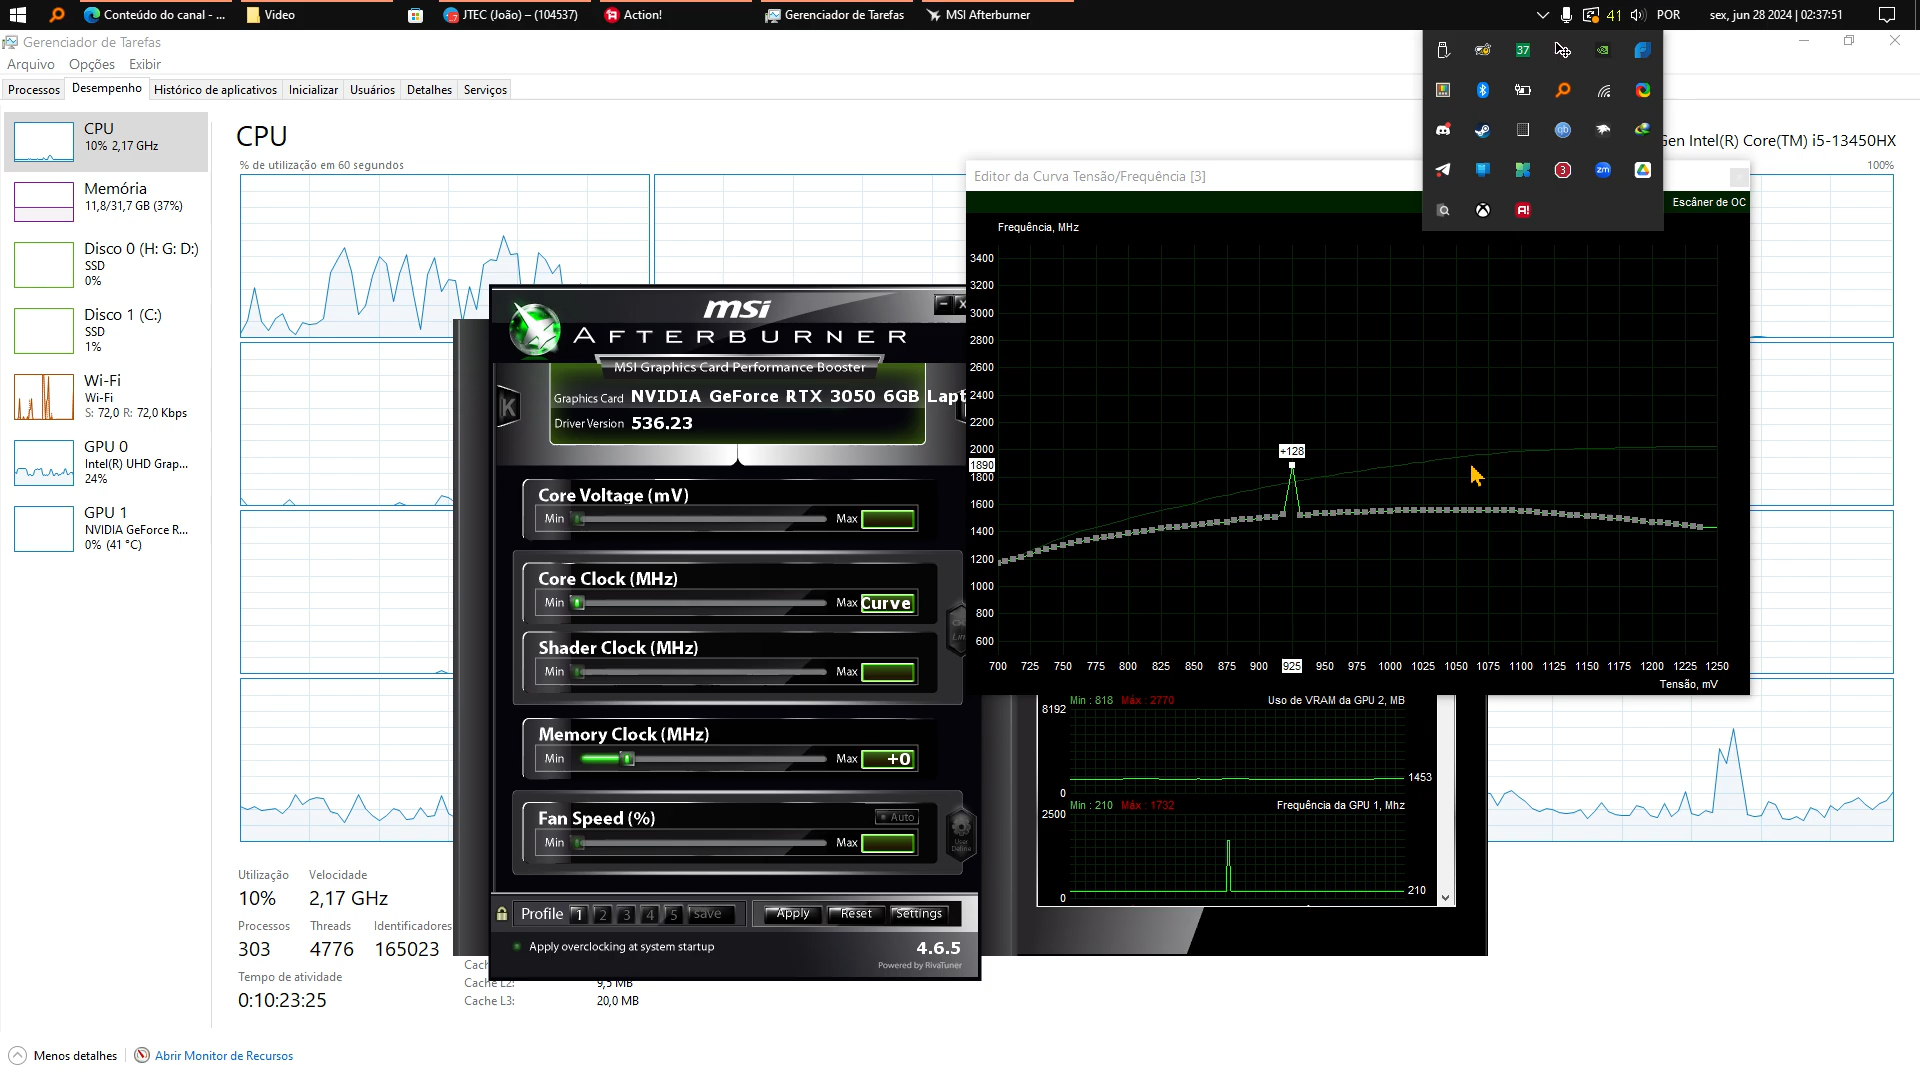 Conteúdo do canal - ...
Video
JTEC (João) – (104537)
Action!
Gerenciador de Tarefas
MSI Afterburner
41
POR
sex, jun 28 2024 | 02:37:51
Gerenciador de Tarefas
Arquivo Opções Exibir
Processos Desempenho Histórico de aplicativos Inicializar Usuários Detalhes Serviços
37
3
zm
A!
CPU
10% 2,17 GHz
Memória
11,8/31,7 GB (37%)
Disco 0 (H: G: D:)
SSD
0%
Disco 1 (C:)
SSD
1%
Wi-Fi
Wi-Fi
S: 72,0 R: 72,0 Kbps
GPU 0
Intel(R) UHD Grap...
24%
GPU 1
NVIDIA GeForce R...
0% (41 °C)
CPU
Gen Intel(R) Core(TM) i5-13450HX
% de utilização em 60 segundos
100%
msi
AFTERBURNER
MSI Graphics Card Performance Booster
K
Graphics Card NVIDIA GeForce RTX 3050 6GB Lapt
Driver Version 536.23
Core Voltage (mV)
Min Max
Core Clock (MHz)
Min Max Curve
Shader Clock (MHz)
Min Max
Memory Clock (MHz)
Min Max +0
Fan Speed (%)
Auto
Min Max
User Define
Profile 1 2 3 4 5 save
Apply Reset Settings
Apply overclocking at system startup
4.6.5
Powered by RivaTuner
Editor da Curva Tensão/Frequência [3]
Escâner de OC
Frequência, MHz
3400
3200
3000
2800
2600
2400
2200
2000
1890
1800
1600
1400
1200
1000
800
600
+128
700 725 750 775 800 825 850 875 900 925 950 975 1000 1025 1050 1075 1100 1125 1150 1175 1200 1225 1250
Tensão, mV
Min : 818 Máx : 2770
Uso de VRAM da GPU 2, MB
8192
1453
0
Min : 210 Máx : 1732
Frequência da GPU 1, Mhz
2500
210
0
Utilização Velocidade
10% 2,17 GHz
Processos Threads Identificadores
303 4776 165023
Tempo de atividade
0:10:23:25
Cach
Cache L2: 9,5 MB
Cache L3: 20,0 MB
Menos detalhes
Abrir Monitor de Recursos